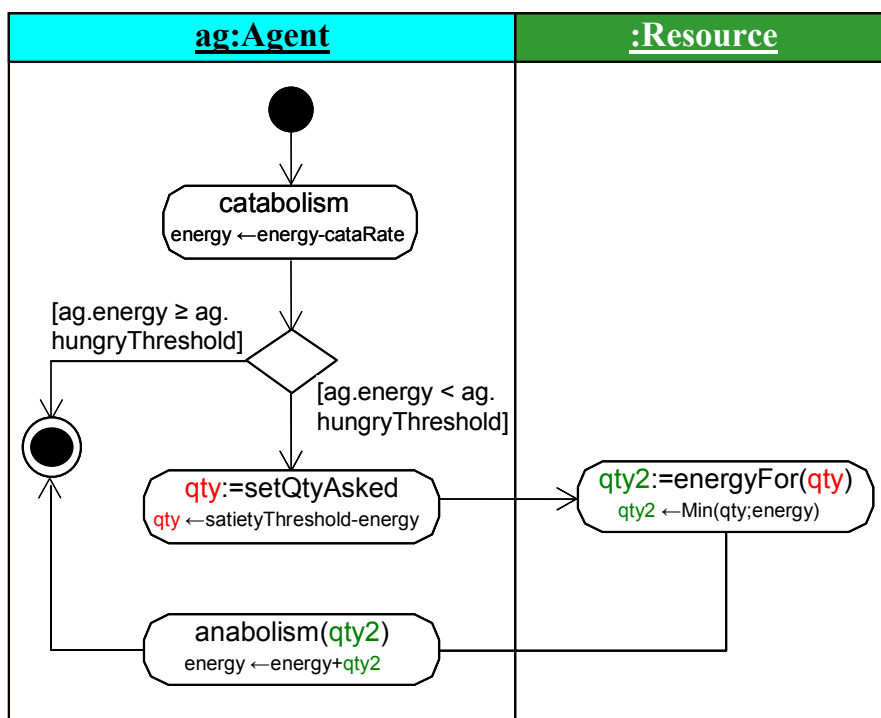 ag:Agent
:Resource
catabolism
energy ←energy-cataRate
[ag.energy ≥ ag.
hungryThreshold]
[ag.energy < ag.
hungryThreshold]
qty:=setQtyAsked
qty ←satietyThreshold-energy
qty2:=energyFor(qty)
qty2 ←Min(qty;energy)
anabolism(qty2)
energy ←energy+qty2